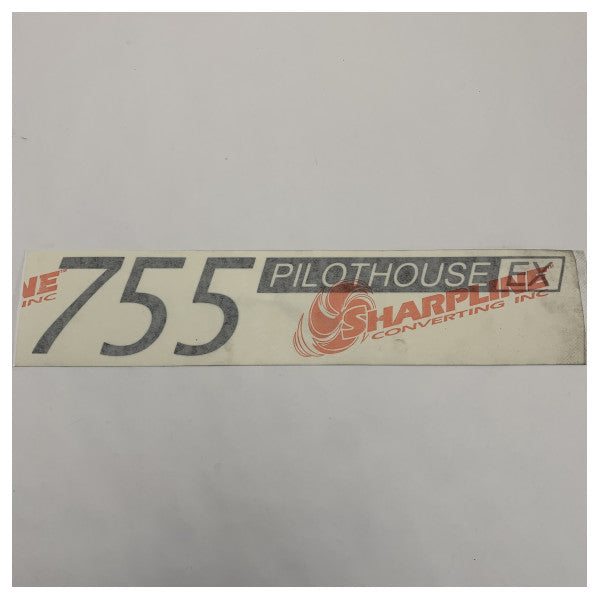 NE
INC
755 PILOTHOUSE EX
SHARPLINE
CONVERTING INC